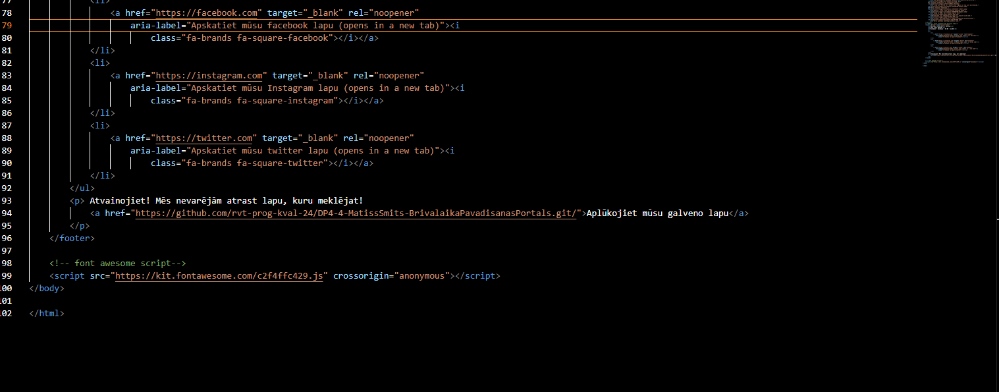 77 <li>
78 <a href="https://facebook.com" target="_blank" rel="noopener"
79 aria-label="Apskatiet mūsu facebook lapu (opens in a new tab)"><i
80 class="fa-brands fa-square-facebook"></i></a>
81 </li>
82 <li>
83 <a href="https://instagram.com" target="_blank" rel="noopener"
84 aria-label="Apskatiet mūsu Instagram lapu (opens in a new tab)"><i
85 class="fa-brands fa-square-instagram"></i></a>
86 </li>
87 <li>
88 <a href="https://twitter.com" target="_blank" rel="noopener"
89 aria-label="Apskatiet mūsu twitter lapu (opens in a new tab)"><i
90 class="fa-brands fa-square-twitter"></i></a>
91 </li>
92 </ul>
93 <p> Atvainojiet! Mēs nevarējām atrast lapu, kuru meklējat!
94 <a href="https://github.com/rvt-prog-kval-24/DP4-4-MatissSmits-BrivalaikaPavadisanasPortals.git/">Aplūkojiet mūsu galveno lapu</a>
95 </p>
96 </footer>
97
98 <!-- font awesome script-->
99 <script src="https://kit.fontawesome.com/c2f4ffc429.js" crossorigin="anonymous"></script>
100 </body>
101
102 </html>